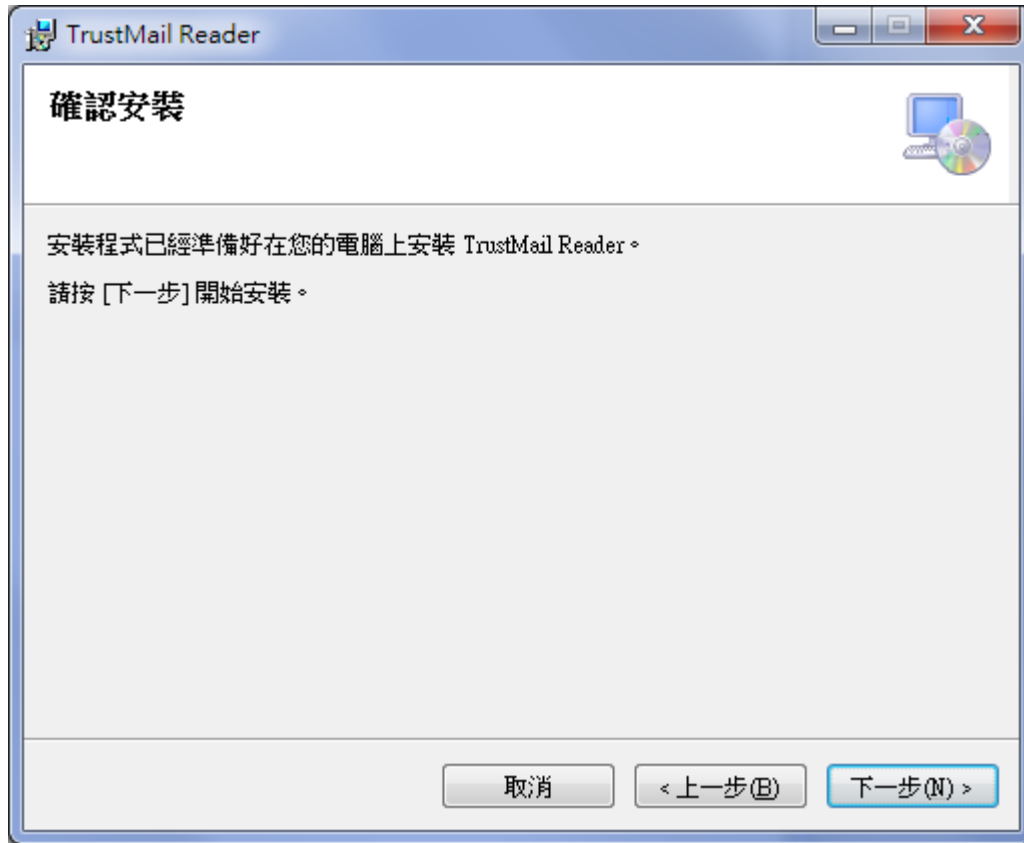 TrustMail Reader
確認安裝
安裝程式已經準備好在您的電腦上安裝 TrustMail Reader。
請按 [下一步] 開始安裝。
取消
< 上一步(B)
下一步(N) >